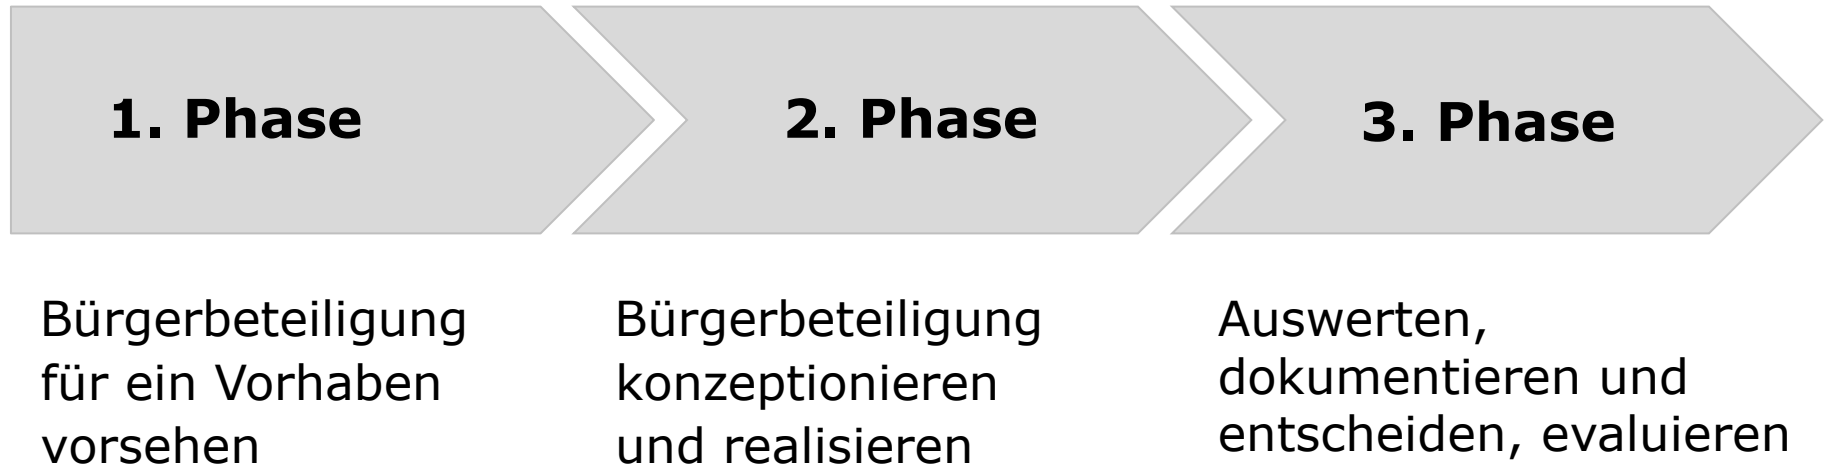 1. Phase
2. Phase
3. Phase
Bürgerbeteiligung
für ein Vorhaben
vorsehen
Bürgerbeteiligung
konzeptionieren
und realisieren
Auswerten,
dokumentieren und
entscheiden, evaluieren